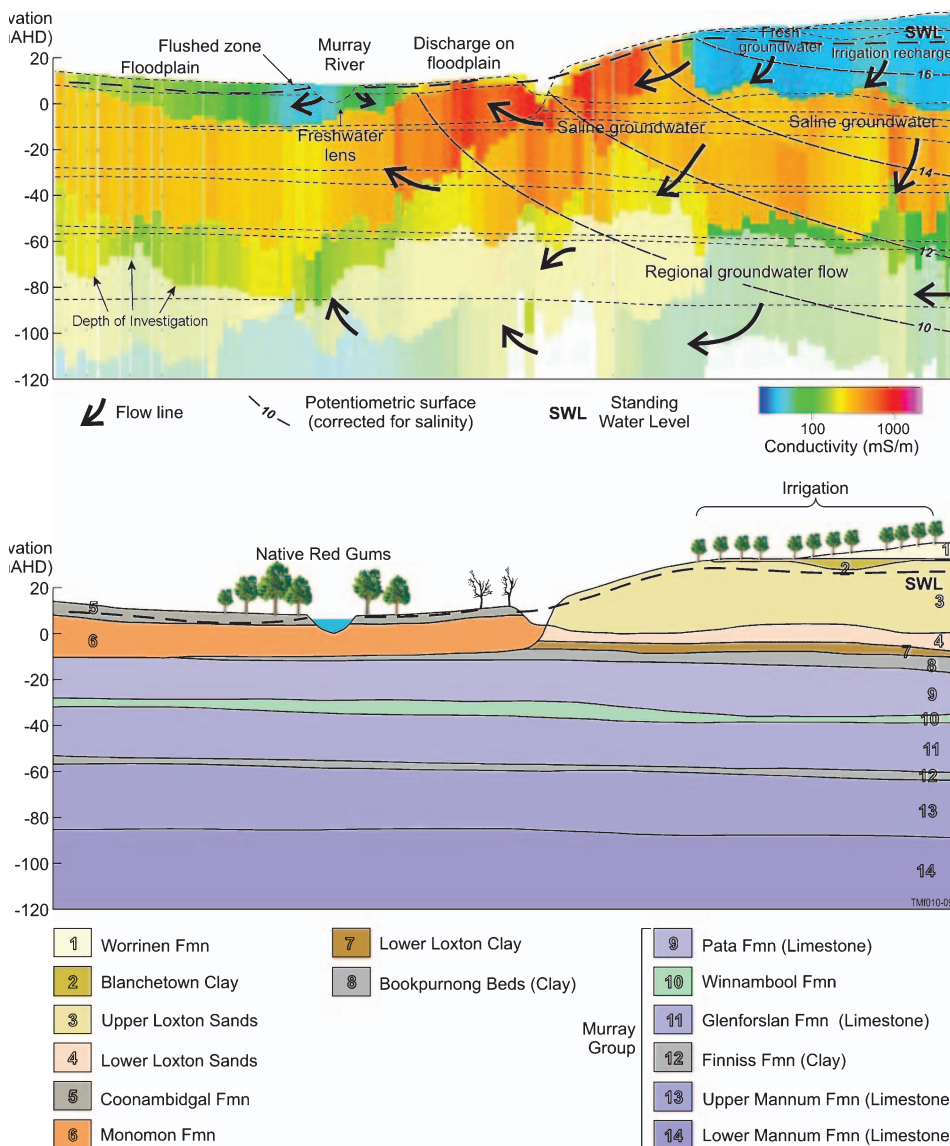 vation
AHD)
20
0
-20
-40
-60
-80
-100
-120
Flushed zone
Floodplain
Murray
River
Discharge on
floodplain
Freshwater
lens
Fresh
groundwater
SWL
Irrigation recharge
16
Saline groundwater
Saline groundwater
14
12
Regional groundwater flow
10
Depth of Investigation
Flow line
10
Potentiometric surface
(corrected for salinity)
SWL
Standing
Water Level
100
1000
Conductivity (mS/m)
Irrigation
vation
AHD)
20
0
-20
-40
-60
-80
-100
-120
Native Red Gums
1
2
SWL
3
4
5
6
7
8
9
10
11
12
13
14
TMf010-09
1 Worrinen Fmn
2 Blanchetown Clay
3 Upper Loxton Sands
4 Lower Loxton Sands
5 Coonambidgal Fmn
6 Monomon Fmn
7 Lower Loxton Clay
8 Bookpurnong Beds (Clay)
Murray
Group
9 Pata Fmn (Limestone)
10 Winnambool Fmn
11 Glenforslan Fmn (Limestone)
12 Finniss Fmn (Clay)
13 Upper Mannum Fmn (Limestone
14 Lower Mannum Fmn (Limestone